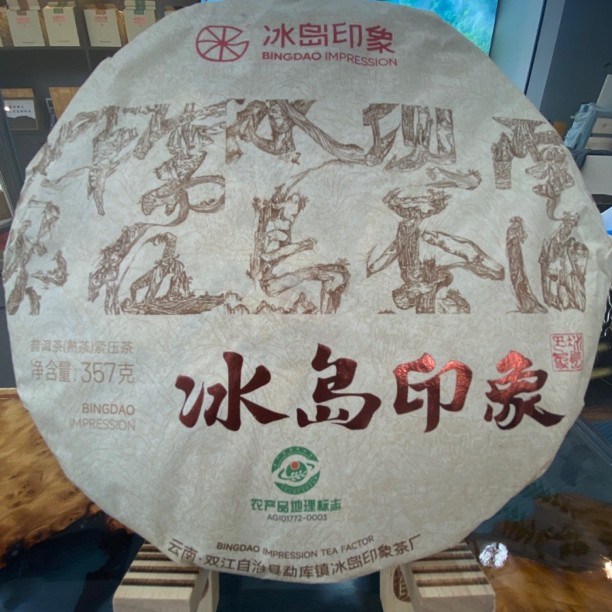 冰岛印象
BINGDAO IMPRESSION
普洱茶(熟茶)紧压茶
净含量:357克
BINGDAO
IMPRESSION
冰岛印象
农产品地理标志
AGI01772-0003
BINGDAO IMPRESSION TEA FACTOR
云南·双江自治县勐库镇冰岛印象茶厂